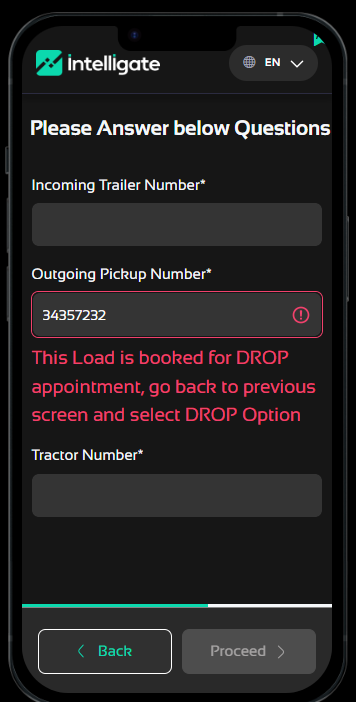 intelligate
EN
Please Answer below Questions
Incoming Trailer Number*
Outgoing Pickup Number*
34357232
This Load is booked for DROP
appointment, go back to previous
screen and select DROP Option
Tractor Number*
Back
Proceed